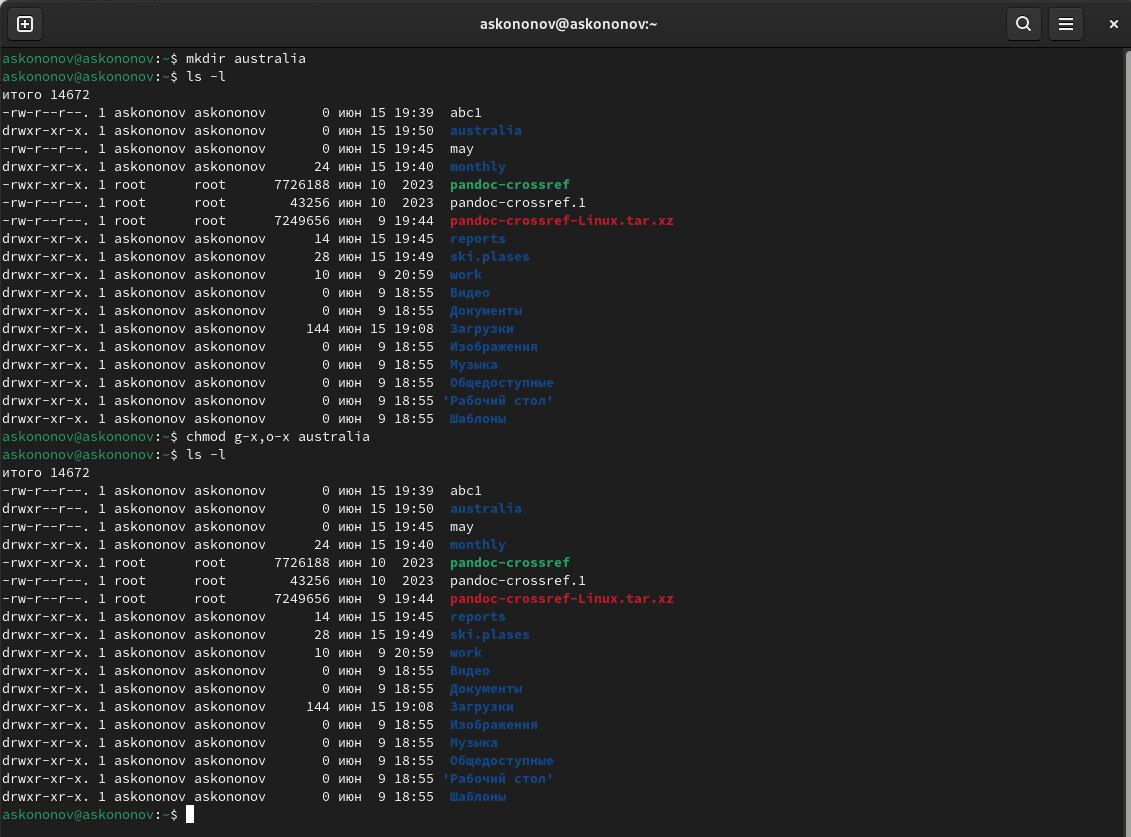 askononov@askononov:~
askononov@askononov:~$ mkdir australia
askononov@askononov:~$ ls -l
итого 14672
-rw-r--r--. 1 askononov askononov       0 июн 15 19:39  abc1
drwxr-xr-x. 1 askononov askononov       0 июн 15 19:50  australia
-rw-r--r--. 1 askononov askononov       0 июн 15 19:45  may
drwxr-xr-x. 1 askononov askononov      24 июн 15 19:40  monthly
-rwxr-xr-x. 1 root      root      7726188 июн 10  2023  pandoc-crossref
-rw-r--r--. 1 root      root        43256 июн 10  2023  pandoc-crossref.1
-rw-r--r--. 1 root      root      7249656 июн  9 19:44  pandoc-crossref-Linux.tar.xz
drwxr-xr-x. 1 askononov askononov      14 июн 15 19:45  reports
drwxr-xr-x. 1 askononov askononov      28 июн 15 19:49  ski.plases
drwxr-xr-x. 1 askononov askononov      10 июн  9 20:59  work
drwxr-xr-x. 1 askononov askononov       0 июн  9 18:55  Видео
drwxr-xr-x. 1 askononov askononov       0 июн  9 18:55  Документы
drwxr-xr-x. 1 askononov askononov     144 июн 15 19:08  Загрузки
drwxr-xr-x. 1 askononov askononov       0 июн  9 18:55  Изображения
drwxr-xr-x. 1 askononov askononov       0 июн  9 18:55  Музыка
drwxr-xr-x. 1 askononov askononov       0 июн  9 18:55  Общедоступные
drwxr-xr-x. 1 askononov askononov       0 июн  9 18:55 'Рабочий стол'
drwxr-xr-x. 1 askononov askononov       0 июн  9 18:55  Шаблоны
askononov@askononov:~$ chmod g-x,o-x australia
askononov@askononov:~$ ls -l
итого 14672
-rw-r--r--. 1 askononov askononov       0 июн 15 19:39  abc1
drwxr--r--. 1 askononov askononov       0 июн 15 19:50  australia
-rw-r--r--. 1 askononov askononov       0 июн 15 19:45  may
drwxr-xr-x. 1 askononov askononov      24 июн 15 19:40  monthly
-rwxr-xr-x. 1 root      root      7726188 июн 10  2023  pandoc-crossref
-rw-r--r--. 1 root      root        43256 июн 10  2023  pandoc-crossref.1
-rw-r--r--. 1 root      root      7249656 июн  9 19:44  pandoc-crossref-Linux.tar.xz
drwxr-xr-x. 1 askononov askononov      14 июн 15 19:45  reports
drwxr-xr-x. 1 askononov askononov      28 июн 15 19:49  ski.plases
drwxr-xr-x. 1 askononov askononov      10 июн  9 20:59  work
drwxr-xr-x. 1 askononov askononov       0 июн  9 18:55  Видео
drwxr-xr-x. 1 askononov askononov       0 июн  9 18:55  Документы
drwxr-xr-x. 1 askononov askononov     144 июн 15 19:08  Загрузки
drwxr-xr-x. 1 askononov askononov       0 июн  9 18:55  Изображения
drwxr-xr-x. 1 askononov askononov       0 июн  9 18:55  Музыка
drwxr-xr-x. 1 askononov askononov       0 июн  9 18:55  Общедоступные
drwxr-xr-x. 1 askononov askononov       0 июн  9 18:55 'Рабочий стол'
drwxr-xr-x. 1 askononov askononov       0 июн  9 18:55  Шаблоны
askononov@askononov:~$